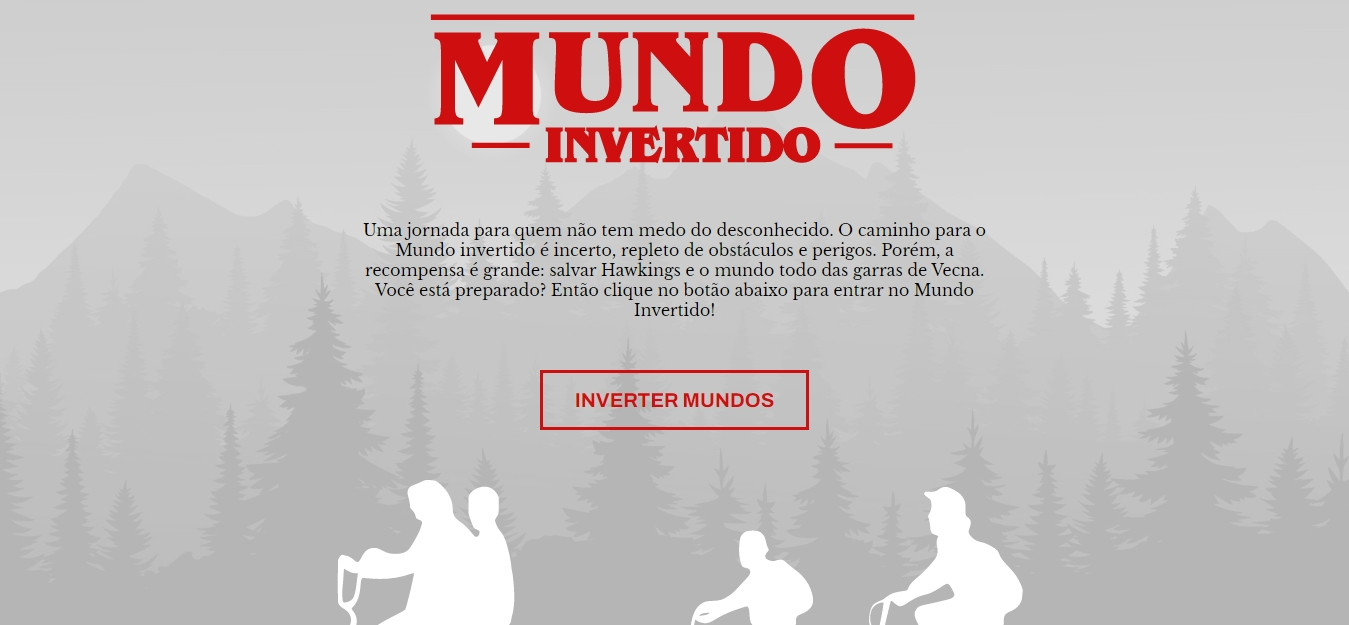 MUNDO
INVERTIDO
Uma jornada para quem não tem medo do desconhecido. O caminho para o
Mundo invertido é incerto, repleto de obstáculos e perigos. Porém, a
recompensa é grande: salvar Hawkings e o mundo todo das garras de Vecna.
Você está preparado? Então clique no botão abaixo para entrar no Mundo
Invertido!
INVERTER MUNDOS